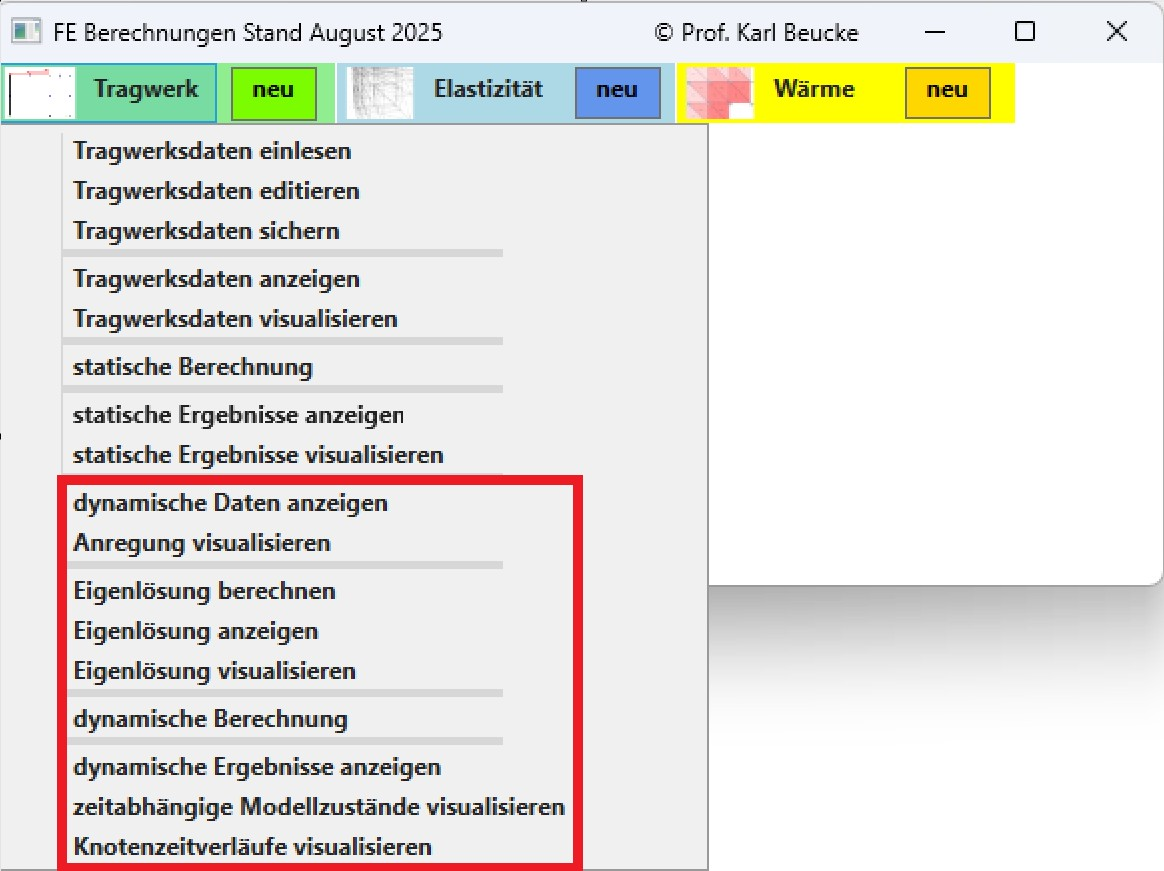 FE Berechnungen Stand August 2025 © Prof. Karl Beucke
Tragwerk neu Elastizität neu Wärme neu
Tragwerksdaten einlesen
Tragwerksdaten editieren
Tragwerksdaten sichern
Tragwerksdaten anzeigen
Tragwerksdaten visualisieren
statische Berechnung
statische Ergebnisse anzeigen
statische Ergebnisse visualisieren
dynamische Daten anzeigen
Anregung visualisieren
Eigenlösung berechnen
Eigenlösung anzeigen
Eigenlösung visualisieren
dynamische Berechnung
dynamische Ergebnisse anzeigen
zeitabhängige Modellzustände visualisieren
Knotenzeitverläufe visualisieren